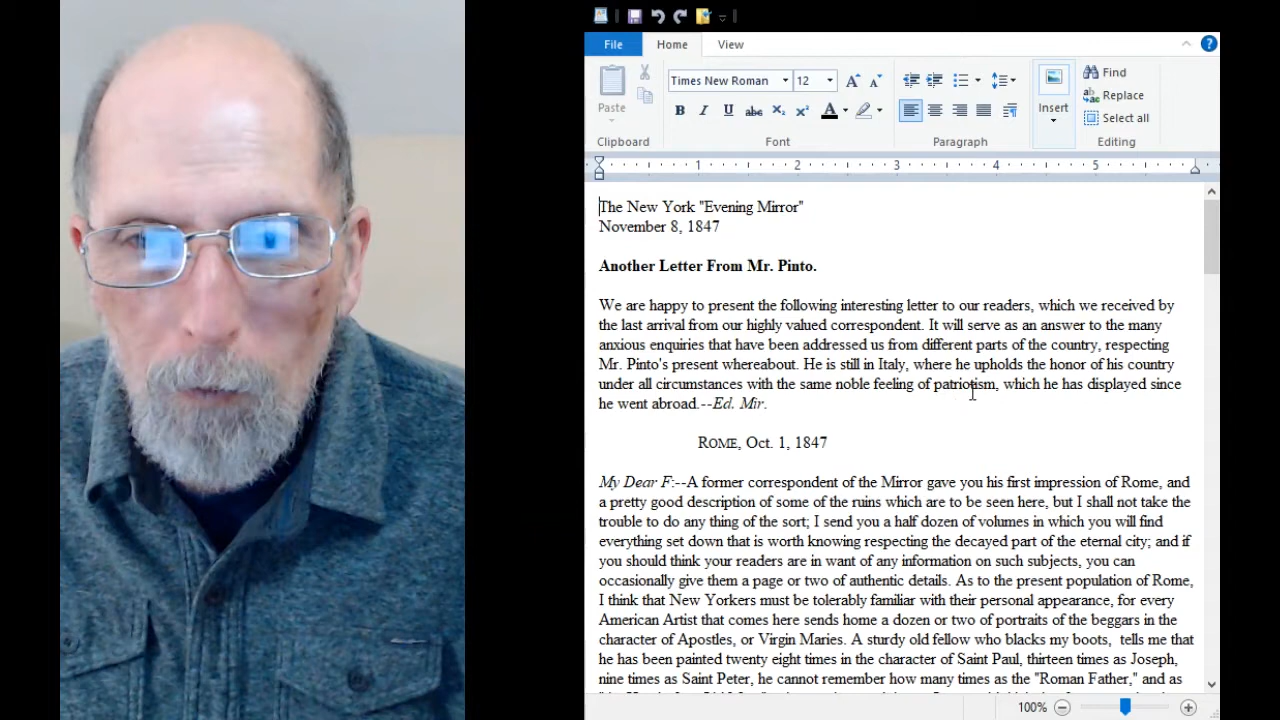 File Home View
Times New Roman 12
Find
Paste
Replace
Insert
B I U abc X₂ X² A
Select all
Clipboard Font Paragraph Editing
1 2 3 4 5
The New York "Evening Mirror"
November 8, 1847
Another Letter From Mr. Pinto.
We are happy to present the following interesting letter to our readers, which we received by
the last arrival from our highly valued correspondent. It will serve as an answer to the many
anxious enquiries that have been addressed us from different parts of the country, respecting
Mr. Pinto's present whereabout. He is still in Italy, where he upholds the honor of his country
under all circumstances with the same noble feeling of patriotism, which he has displayed since
he went abroad.--Ed. Mir.
ROME, Oct. 1, 1847
My Dear F:--A former correspondent of the Mirror gave you his first impression of Rome, and
a pretty good description of some of the ruins which are to be seen here, but I shall not take the
trouble to do any thing of the sort; I send you a half dozen of volumes in which you will find
everything set down that is worth knowing respecting the decayed part of the eternal city; and if
you should think your readers are in want of any information on such subjects, you can
occasionally give them a page or two of authentic details. As to the present population of Rome,
I think that New Yorkers must be tolerably familiar with their personal appearance, for every
American Artist that comes here sends home a dozen or two of portraits of the beggars in the
character of Apostles, or Virgin Maries. A sturdy old fellow who blacks my boots, tells me that
he has been painted twenty eight times in the character of Saint Paul, thirteen times as Joseph,
nine times as Saint Peter, he cannot remember how many times as the "Roman Father," and as
100%